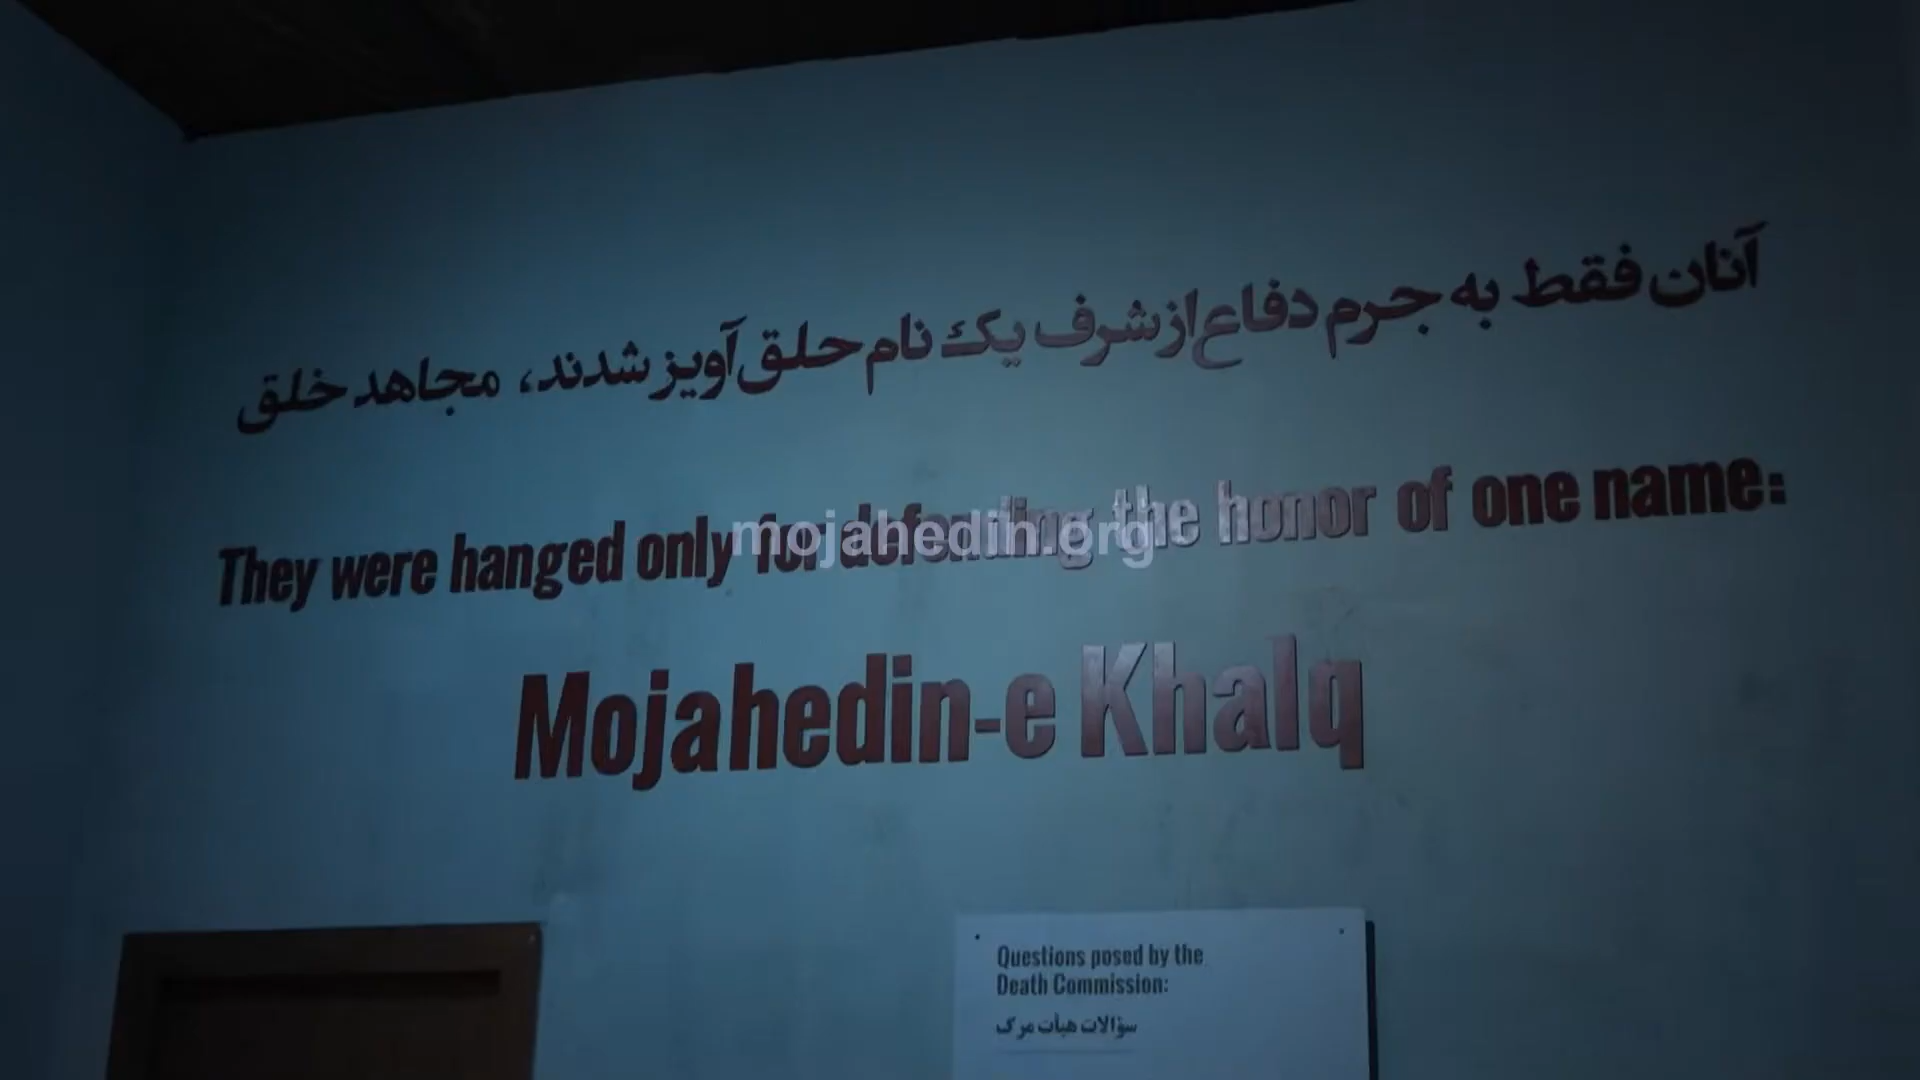 آنان فقط به جرم دفاع از شرف یک نام حلق آویز شدند، مجاهد خلق
They were hanged only for defending the honor of one name:
mojahedin.org
Mojahedin-e Khalq
Questions posed by the
Death Commission:
سؤالات هیأت مرگ